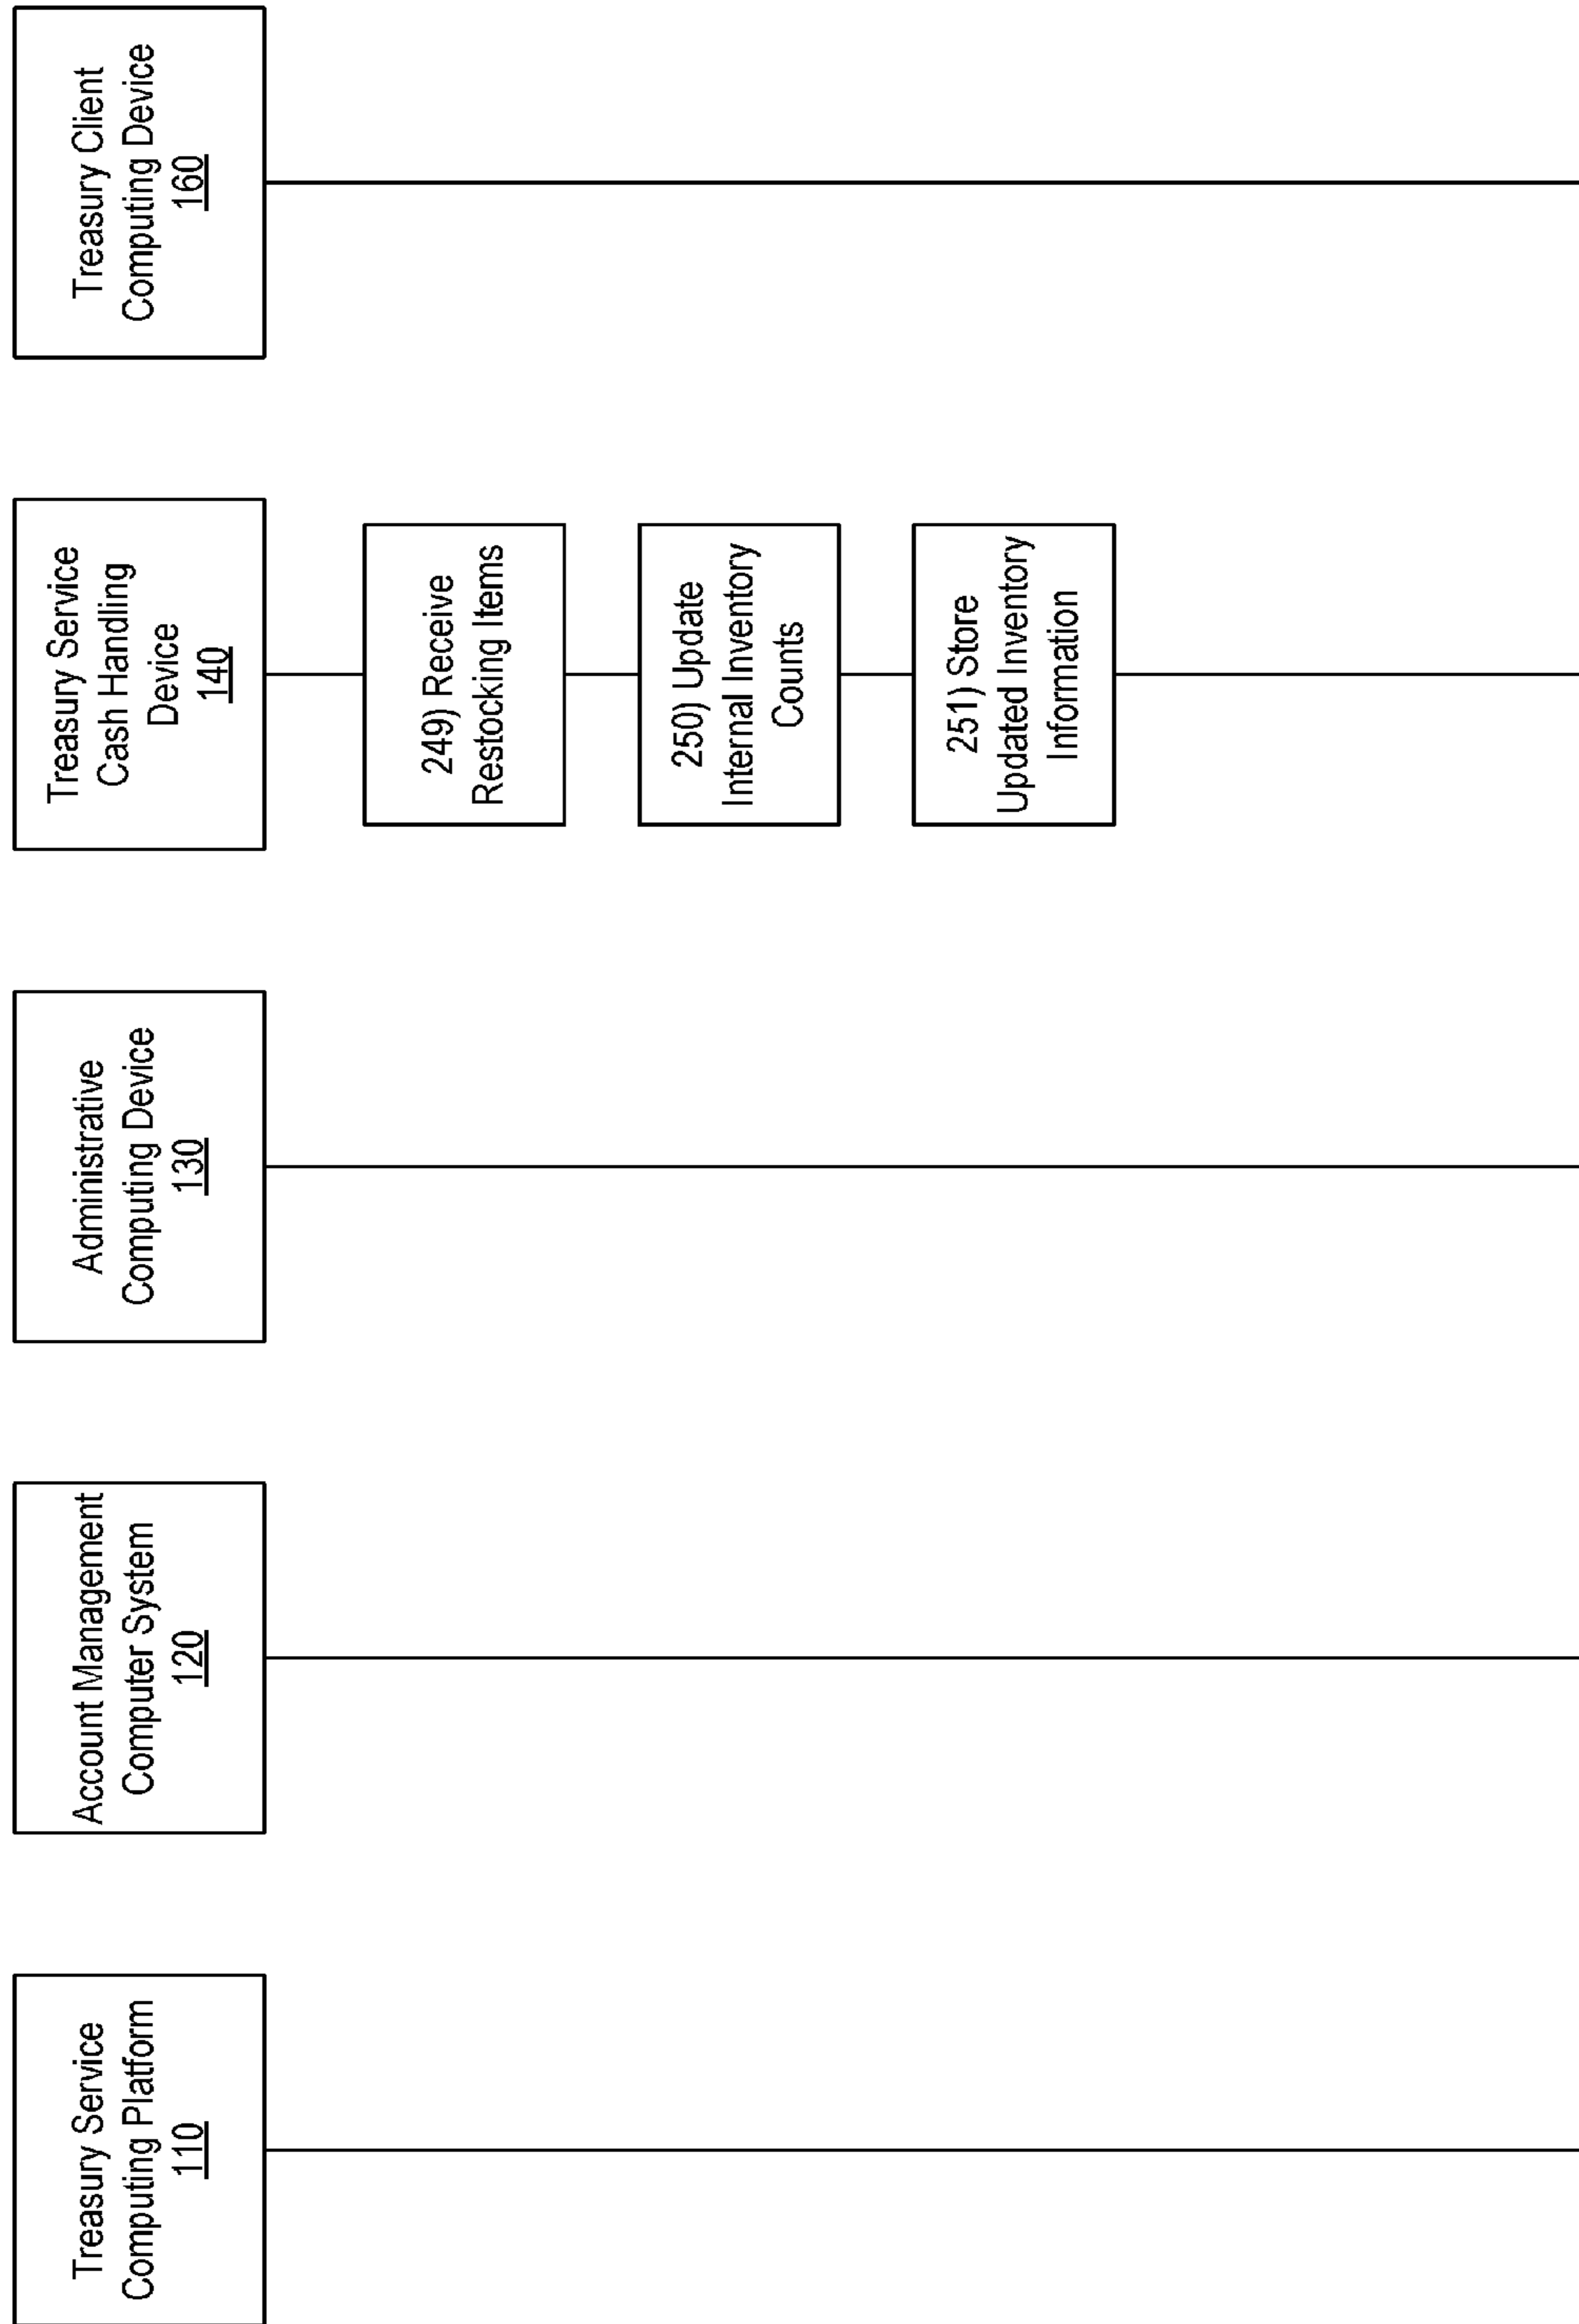 Treasury Service
Computing Platform
110
Account Management
Computer System
120
Administrative
Computing Device
130
Treasury Service
Cash Handling
Device
140
Treasury Client
Computing Device
160
249) Receive
Restocking Items
250) Update
Internal Inventory
Counts
251) Store
Updated Inventory
Information